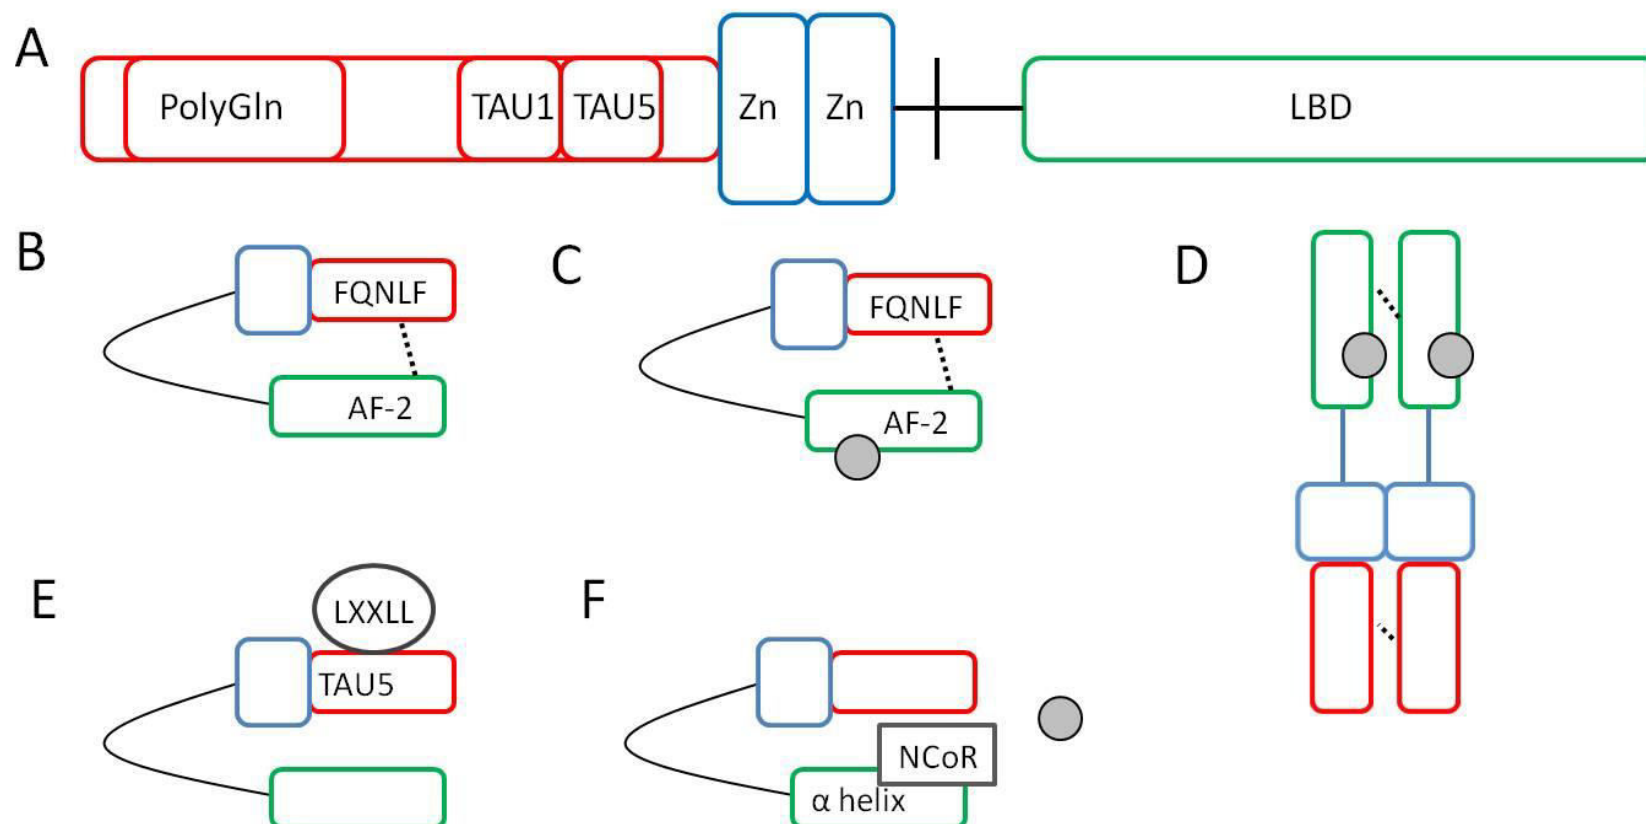 A
PolyGln TAU1 TAU5 Zn Zn LBD
B
FQNLF
AF-2
C
FQNLF
AF-2
D
E
LXXLL
TAU5
F
NCoR
α helix